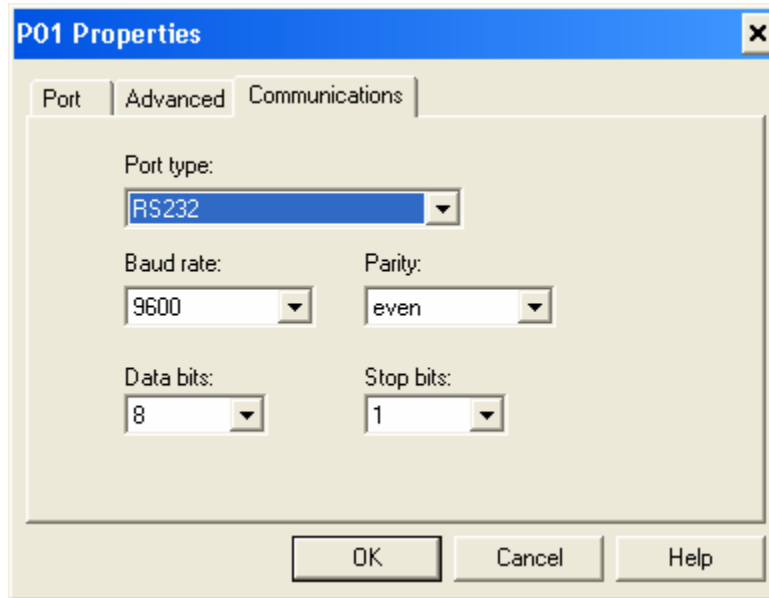 P01 Properties
Port Advanced Communications
Port type:
RS232
Baud rate: Parity:
9600 even
Data bits: Stop bits:
8 1
OK Cancel Help